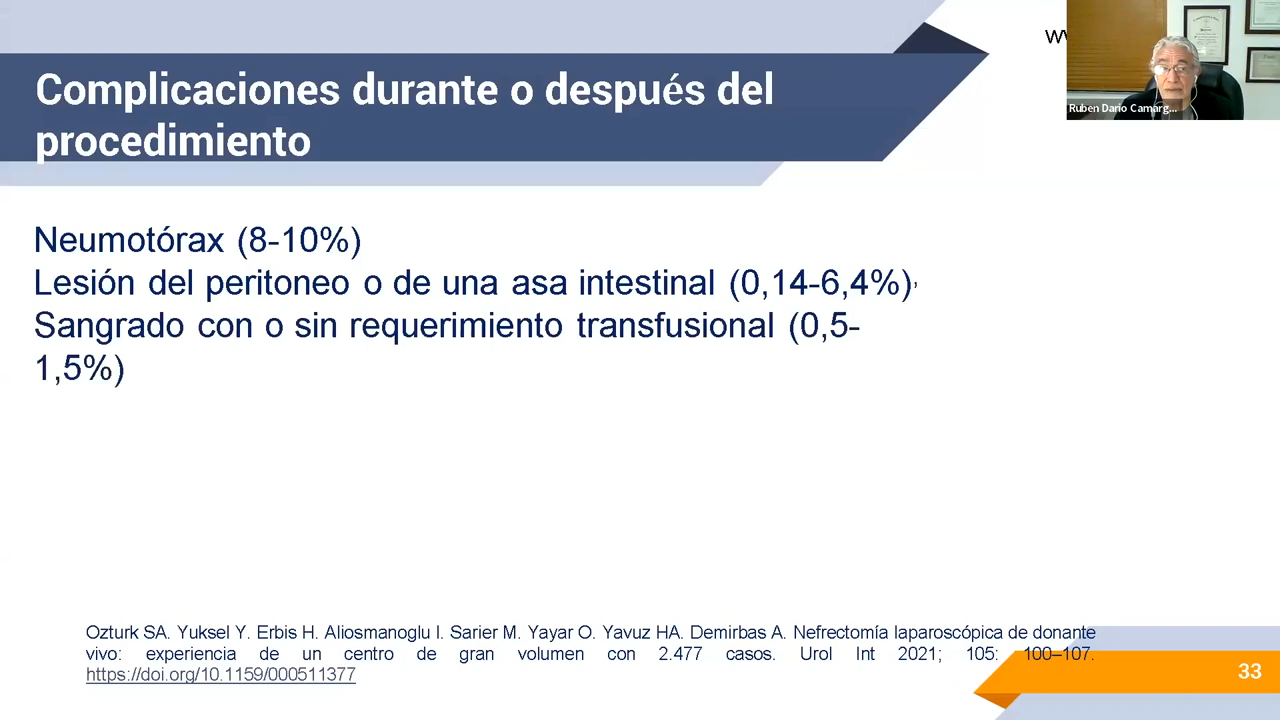 Complicaciones durante o después del
procedimiento
Ruben Dario Camarg...
Neumotórax (8-10%)
Lesión del peritoneo o de una asa intestinal (0,14-6,4%),
Sangrado con o sin requerimiento transfusional (0,5-
1,5%)
Ozturk SA. Yuksel Y. Erbis H. Aliosmanoglu I. Sarier M. Yayar O. Yavuz HA. Demirbas A. Nefrectomía laparoscópica de donante
vivo: experiencia de un centro de gran volumen con 2.477 casos. Urol Int 2021; 105: 100–107.
https://doi.org/10.1159/000511377
33